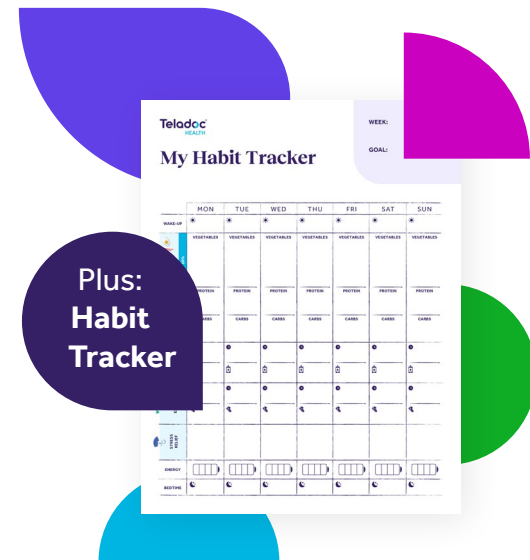 Teladoc
HEALTH
WEEK:
GOAL:
My Habit Tracker
MON TUE WED THU FRI SAT SUN
WAKE-UP
VEGETABLES VEGETABLES VEGETABLES VEGETABLES VEGETABLES VEGETABLES VEGETABLES
Plus:
Habit
Tracker
PROTEIN PROTEIN PROTEIN PROTEIN PROTEIN PROTEIN PROTEIN
CARBS CARBS CARBS CARBS CARBS CARBS CARBS
STRESS
RELIEF
ENERGY
BEDTIME